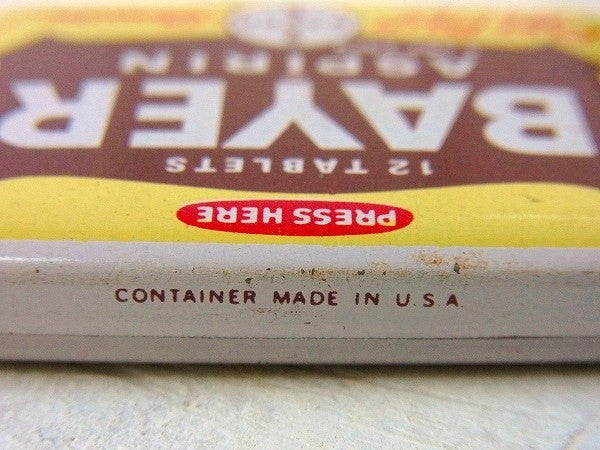 BAYER
ASPIRIN
12 TABLETS
PRESS HERE
CONTAINER MADE IN U.S.A.